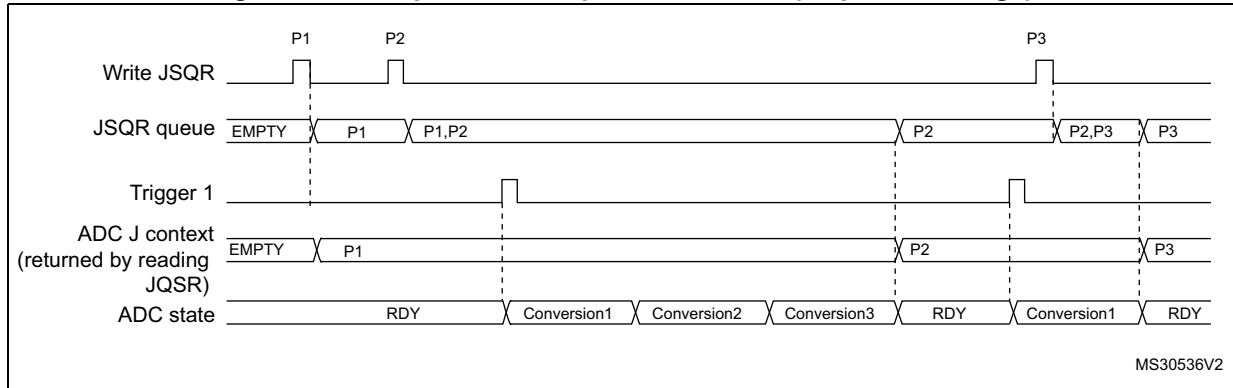 P1 P2 P3
Write JSQR
JSQR queue EMPTY P1 P1,P2 P2 P2,P3 P3
Trigger 1
ADC J context
(returned by reading
JQSR)
EMPTY P1 P2 P3
ADC state RDY Conversion1 Conversion2 Conversion3 RDY Conversion1 RDY
MS30536V2